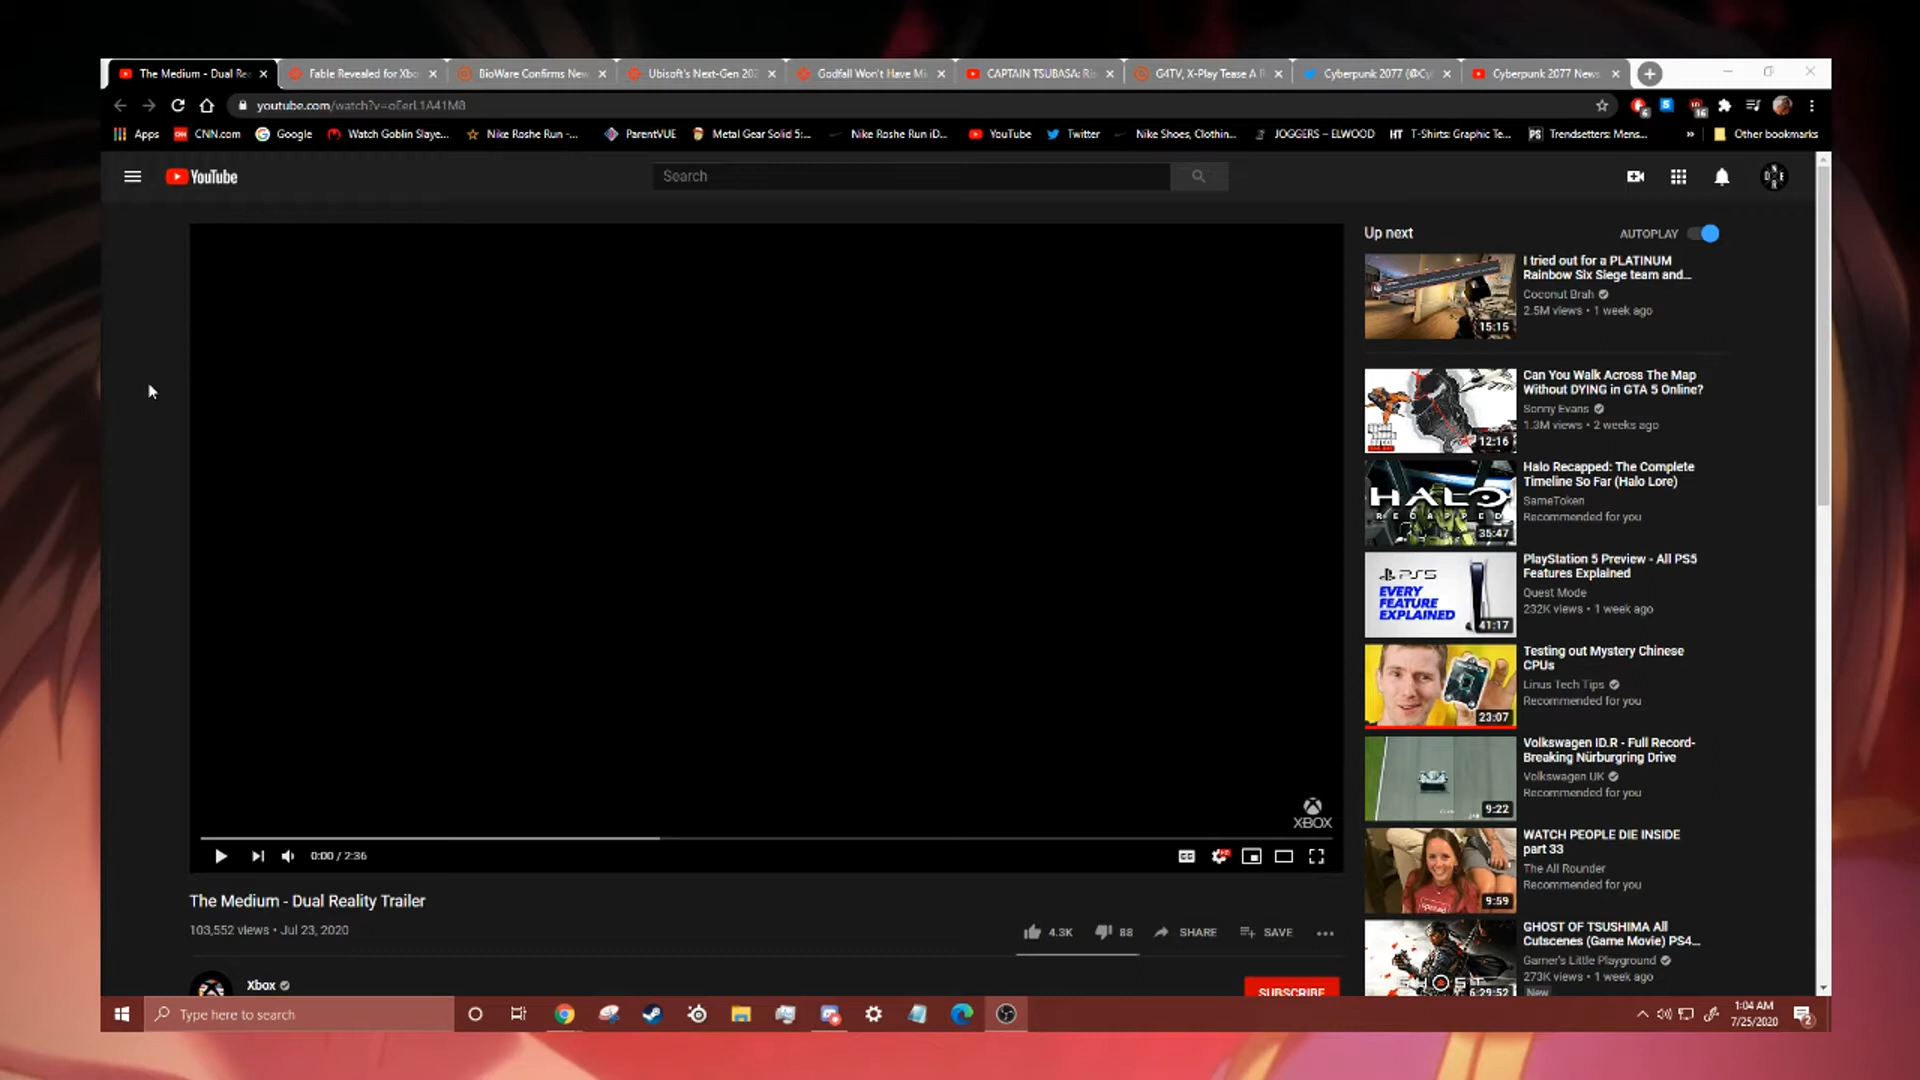 The Medium - Dual Re
Fable Revealed for Xbo
BioWare Confirms New
Ubisoft's Next-Gen 202
Godfall Won't Have Mi
CAPTAIN TSUBASA: Ris
G4TV, X-Play Tease A R
Cyberpunk 2077 (@Cy
Cyberpunk 2077 News
youtube.com/watch?v=oEerL1A41M8
Apps
CNN.com
Google
Watch Goblin Slaye...
Nike Roshe Run -...
ParentVUE
Metal Gear Solid 5:...
Nike Roshe Run iD...
YouTube
Twitter
Nike Shoes, Clothin...
JOGGERS – ELWOOD
HT T-Shirts: Graphic Te...
PS Trendsetters: Mens...
»
Other bookmarks
YouTube
Search
Up next
AUTOPLAY
I tried out for a PLATINUM
Rainbow Six Siege team and...
Coconut Brah
2.5M views • 1 week ago
15:15
Can You Walk Across The Map
Without DYING in GTA 5 Online?
Sonny Evans
1.3M views • 2 weeks ago
12:16
Halo Recapped: The Complete
Timeline So Far (Halo Lore)
SameToken
Recommended for you
HALO
RECAPPED
35:47
PlayStation 5 Preview - All PS5
Features Explained
Quest Mode
232K views • 1 week ago
PS5
EVERY
FEATURE
EXPLAINED
41:17
Testing out Mystery Chinese
CPUs
Linus Tech Tips
Recommended for you
23:07
Volkswagen ID.R - Full Record-
Breaking Nürburgring Drive
Volkswagen UK
Recommended for you
9:22
WATCH PEOPLE DIE INSIDE
part 33
The All Rounder
Recommended for you
9:59
GHOST OF TSUSHIMA All
Cutscenes (Game Movie) PS4...
Gamer's Little Playground
273K views • 1 week ago
New
GHOST
6:29:52
XBOX
0:00 / 2:36
CC
The Medium - Dual Reality Trailer
103,552 views • Jul 23, 2020
4.3K
88
SHARE
SAVE
Xbox
SUBSCRIBE
Type here to search
1:04 AM
7/25/2020
2